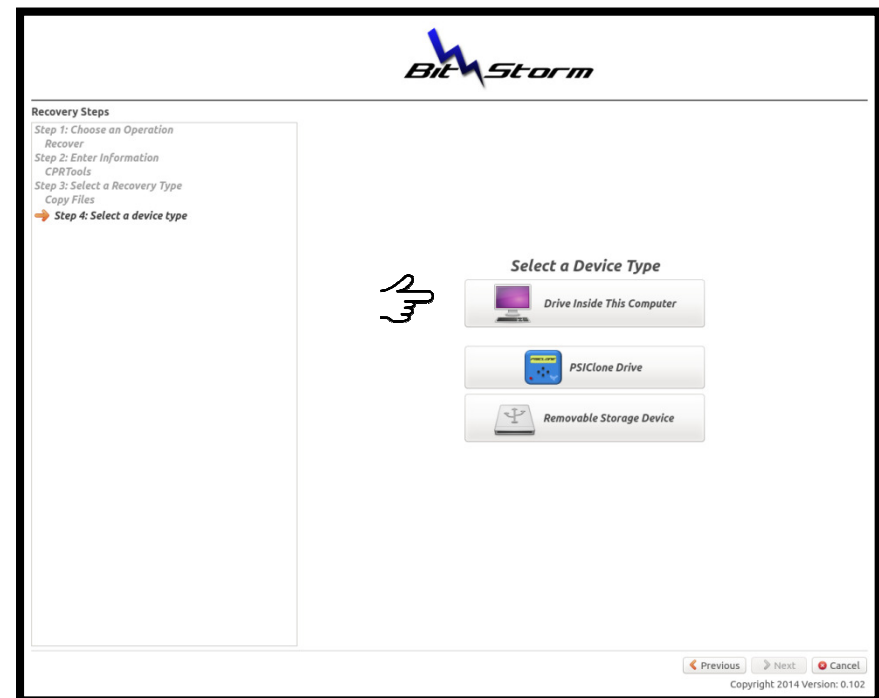 Bit Storm
Recovery Steps
Step 1: Choose an Operation
Recover
Step 2: Enter Information
CPRTools
Step 3: Select a Recovery Type
Copy Files
Step 4: Select a device type
Select a Device Type
Drive Inside This Computer
PSIClone Drive
Removable Storage Device
Previous Next Cancel
Copyright 2014 Version: 0.102